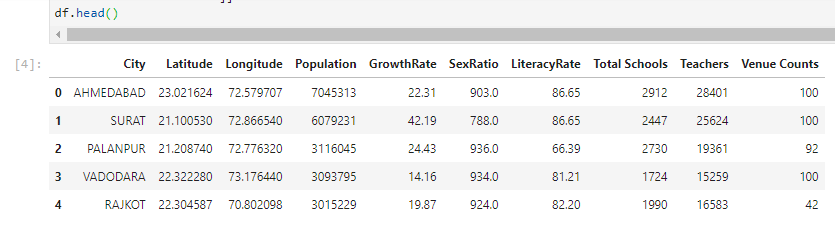 df.head()
[4]:
City Latitude Longitude Population GrowthRate SexRatio LiteracyRate Total Schools Teachers Venue Counts
0 AHMEDABAD 23.021624 72.579707 7045313 22.31 903.0 86.65 2912 28401 100
1 SURAT 21.100530 72.866540 6079231 42.19 788.0 86.65 2447 25624 100
2 PALANPUR 21.208740 72.776320 3116045 24.43 936.0 66.39 2730 19361 92
3 VADODARA 22.322280 73.176440 3093795 14.16 934.0 81.21 1724 15259 100
4 RAJKOT 22.304587 70.802098 3015229 19.87 924.0 82.20 1990 16583 42